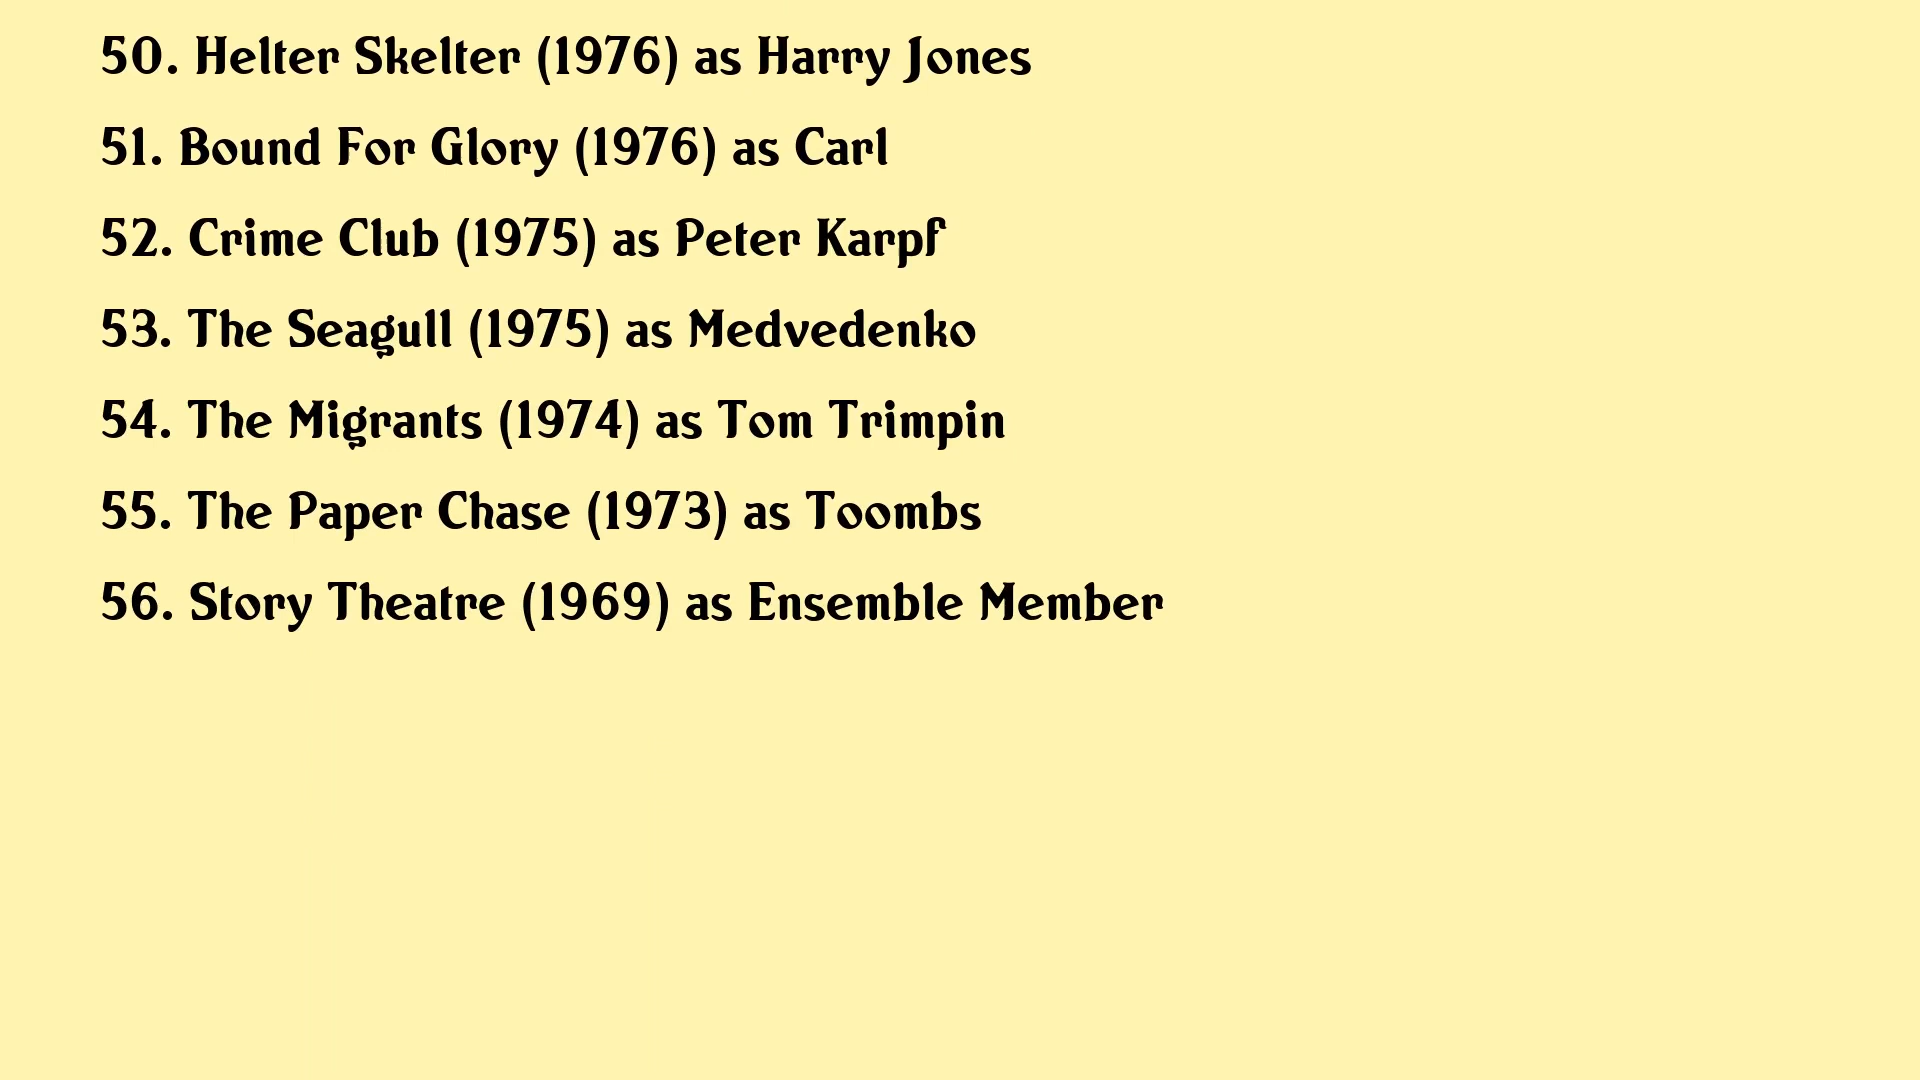 50. Helter Skelter (1976) as Harry Jones
51. Bound For Glory (1976) as Carl
52. Crime Club (1975) as Peter Karpf
53. The Seagull (1975) as Medvedenko
54. The Migrants (1974) as Tom Trimpin
55. The Paper Chase (1973) as Toombs
56. Story Theatre (1969) as Ensemble Member